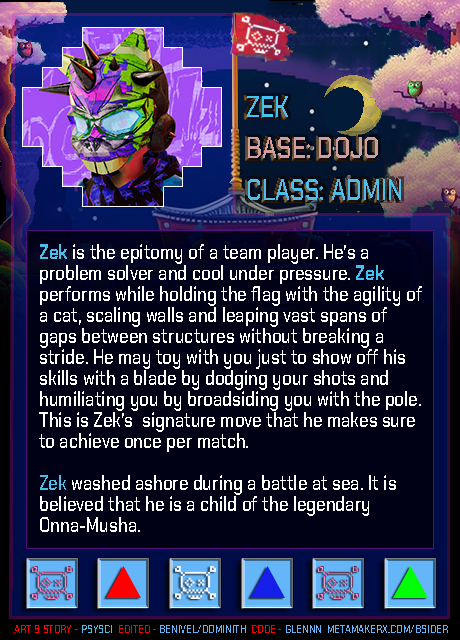 ZEK
BASE: DOJO
CLASS: ADMIN
Zek is the epitomy of a team player. He's a
problem solver and cool under pressure. Zek
performs while holding the flag with the agility of
a cat, scaling walls and leaping vast spans of
gaps between structures without breaking a
stride. He may toy with you just to show off his
skills with a blade by dodging your shots and
humiliating you by broadsiding you with the pole.
This is Zek's signature move that he makes sure
to achieve once per match.
Zek washed ashore during a battle at sea. It is
believed that he is a child of the legendary
Onna-Musha.
ART & STORY - PSYSCI EDITED - BENIVEL/DOMINITH CODE - GLENNN METAMAKERX.COM/BSIDER